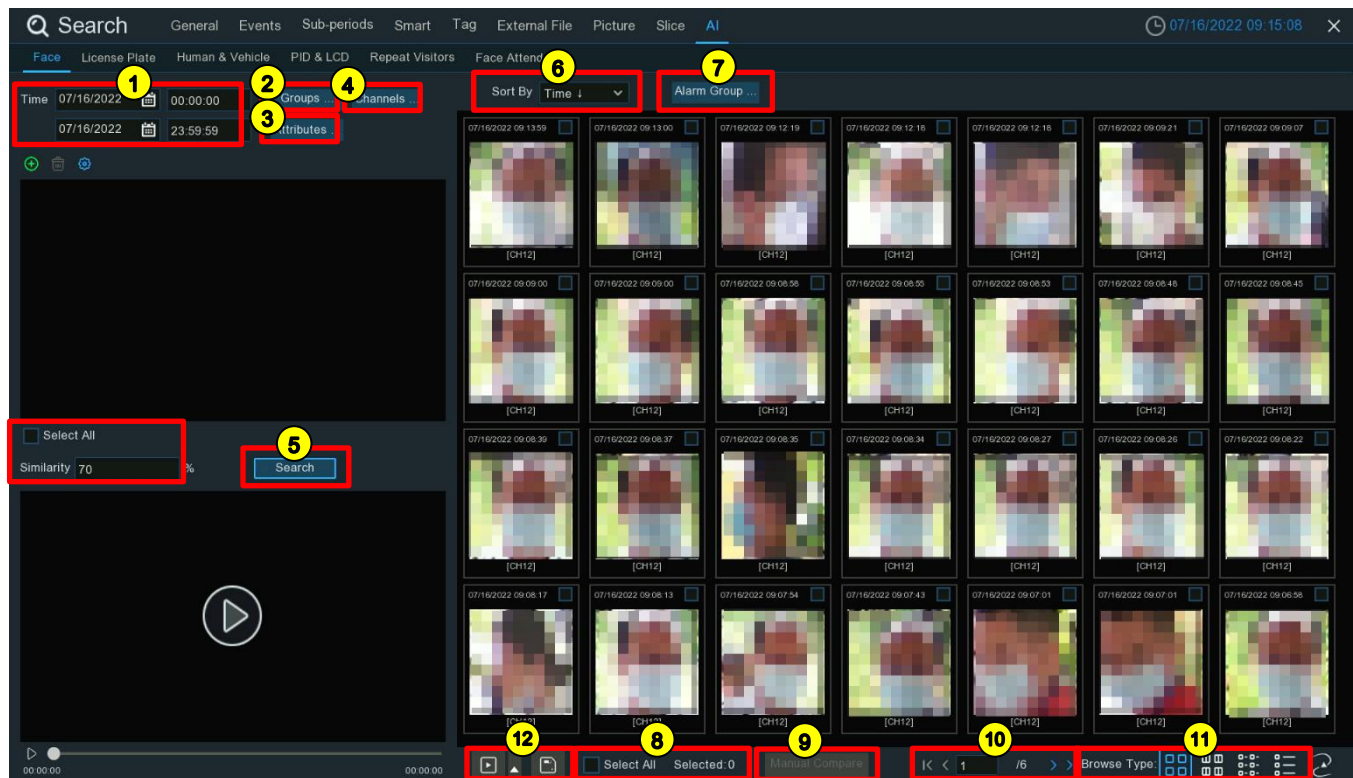 Search General Events Sub-periods Smart Tag External File Picture Slice AI 07/16/2022 09:15:08
Face License Plate Human & Vehicle PID & LCD Repeat Visitors Face Attend
1 2 4 6 7
Time 07/16/2022 00:00:00 Groups ... Channels ... Sort By Time ↓ Alarm Group ...
3
07/16/2022 23:59:59 Attributes
07/16/2022 09:13:59 07/16/2022 09:13:00 07/16/2022 09:12:19 07/16/2022 09:12:18 07/16/2022 09:12:18 07/16/2022 09:09:21 07/16/2022 09:09:07
[CH12] [CH12] [CH12] [CH12] [CH12] [CH12] [CH12]
07/16/2022 09:09:00 07/16/2022 09:09:00 07/16/2022 09:08:58 07/16/2022 09:08:55 07/16/2022 09:08:53 07/16/2022 09:08:48 07/16/2022 09:08:45
[CH12] [CH12] [CH12] [CH12] [CH12] [CH12] [CH12]
Select All
5
07/16/2022 09:08:39 07/16/2022 09:08:37 07/16/2022 09:08:35 07/16/2022 09:08:34 07/16/2022 09:08:27 07/16/2022 09:08:26 07/16/2022 09:08:22
Similarity 70 % Search
[CH12] [CH12] [CH12] [CH12] [CH12] [CH12] [CH12]
07/16/2022 09:08:17 07/16/2022 09:08:13 07/16/2022 09:07:54 07/16/2022 09:07:43 07/16/2022 09:07:01 07/16/2022 09:07:01 07/16/2022 09:06:58
[CH12] [CH12] [CH12] [CH12] [CH12] [CH12] [CH12]
12 8 9 10 11
Select All Selected:0 Manual Compare 1 /6 Browse Type:
00:00:00 00:00:00